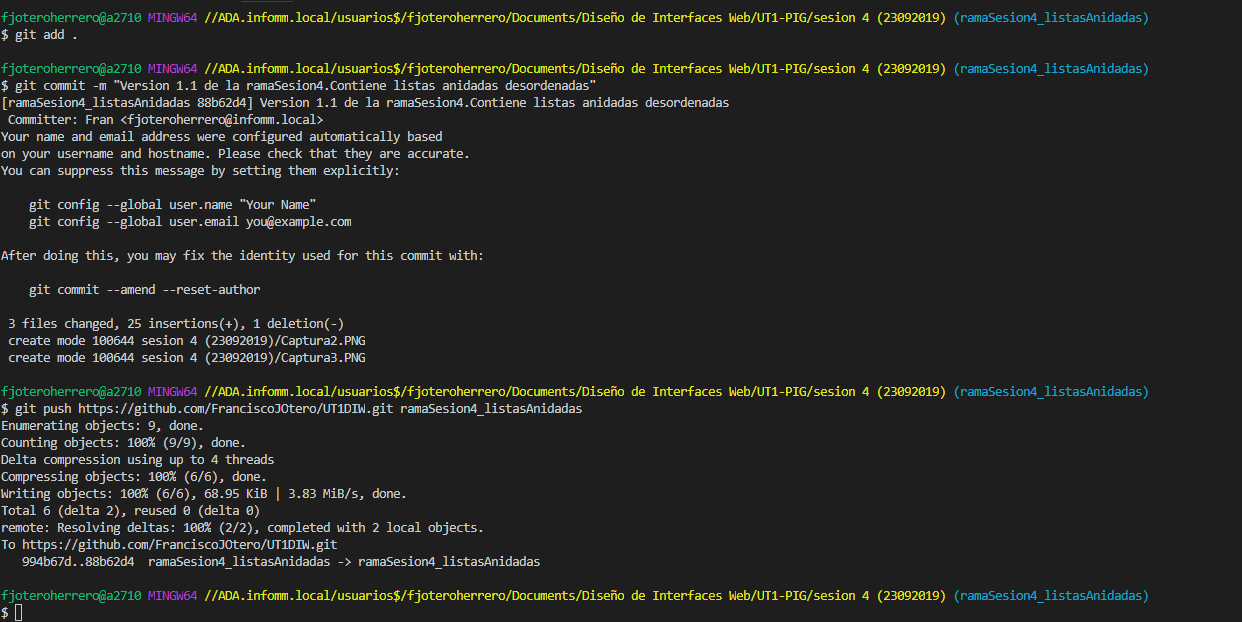 fjoteroherrero@a2710 MINGW64 //ADA.infomm.local/usuarios$/fjoteroherrero/Documents/Diseño de Interfaces Web/UT1-PIG/sesion 4 (23092019) (ramaSesion4_listasAnidadas)
$ git add .
fjoteroherrero@a2710 MINGW64 //ADA.infomm.local/usuarios$/fjoteroherrero/Documents/Diseño de Interfaces Web/UT1-PIG/sesion 4 (23092019) (ramaSesion4_listasAnidadas)
$ git commit -m "Version 1.1 de la ramaSesion4.Contiene listas anidadas desordenadas"
[ramaSesion4_listasAnidadas 88b62d4] Version 1.1 de la ramaSesion4.Contiene listas anidadas desordenadas
 Committer: Fran <fjoteroherrero@infomm.local>
Your name and email address were configured automatically based
on your username and hostname. Please check that they are accurate.
You can suppress this message by setting them explicitly:
    git config --global user.name "Your Name"
    git config --global user.email you@example.com
After doing this, you may fix the identity used for this commit with:
    git commit --amend --reset-author
 3 files changed, 25 insertions(+), 1 deletion(-)
 create mode 100644 sesion 4 (23092019)/Captura2.PNG
 create mode 100644 sesion 4 (23092019)/Captura3.PNG
fjoteroherrero@a2710 MINGW64 //ADA.infomm.local/usuarios$/fjoteroherrero/Documents/Diseño de Interfaces Web/UT1-PIG/sesion 4 (23092019) (ramaSesion4_listasAnidadas)
$ git push https://github.com/FranciscoJOtero/UT1DIW.git ramaSesion4_listasAnidadas
Enumerating objects: 9, done.
Counting objects: 100% (9/9), done.
Delta compression using up to 4 threads
Compressing objects: 100% (6/6), done.
Writing objects: 100% (6/6), 68.95 KiB | 3.83 MiB/s, done.
Total 6 (delta 2), reused 0 (delta 0)
remote: Resolving deltas: 100% (2/2), completed with 2 local objects.
To https://github.com/FranciscoJOtero/UT1DIW.git
   994b67d..88b62d4  ramaSesion4_listasAnidadas -> ramaSesion4_listasAnidadas
fjoteroherrero@a2710 MINGW64 //ADA.infomm.local/usuarios$/fjoteroherrero/Documents/Diseño de Interfaces Web/UT1-PIG/sesion 4 (23092019) (ramaSesion4_listasAnidadas)
$